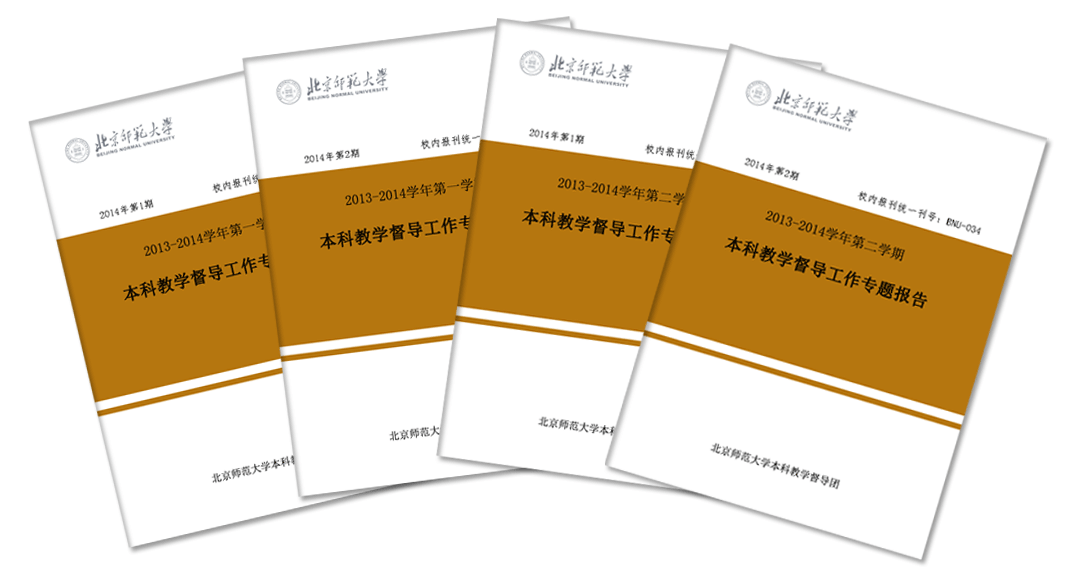 北京师范大学
BEIJING NORMAL UNIVERSITY
2014年第1期
校内报刊统
2013-2014学年第一学
本科教学督导工作专
北京师范大学本科教
北京师范大学
BEIJING NORMAL UNIVERSITY
2014年第2期
校内报刊统一
2013-2014学年第一学
本科教学督导工作专
北京师范大
北京师范大学
BEIJING NORMAL UNIVERSITY
2014年第1期
校内报刊统
2013-2014学年第二学
本科教学督导工作专
北京师范大学本科
北京师范大学
BEIJING NORMAL UNIVERSITY
2014年第2期
校内报刊统一刊号：BNU-034
2013-2014学年第二学期
本科教学督导工作专题报告
北京师范大学本科教学督导团